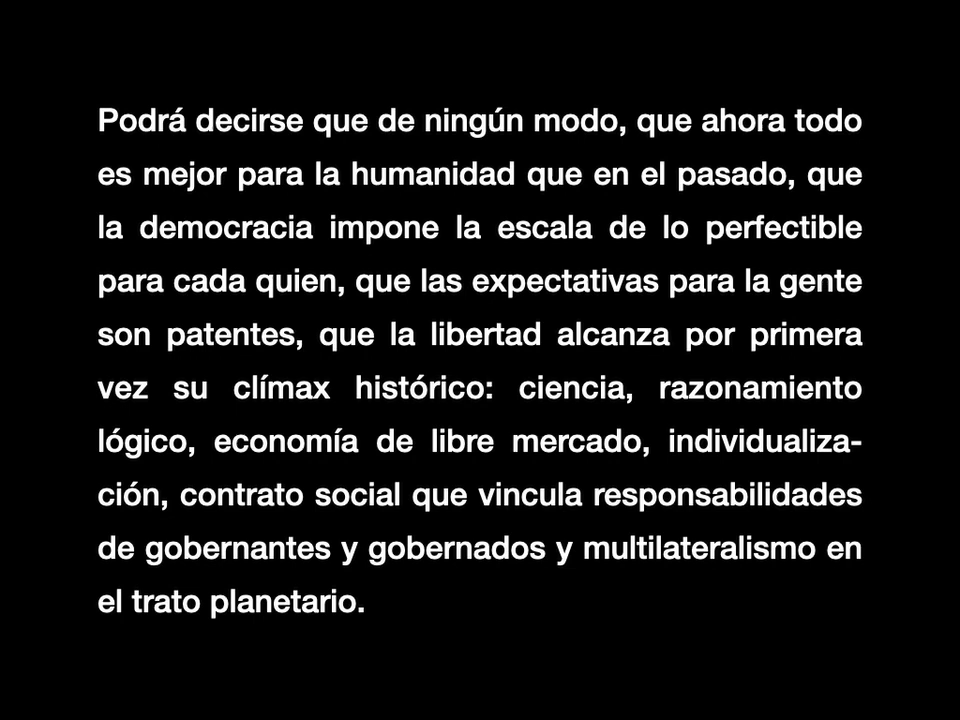 Podrá decirse que de ningún modo, que ahora todo
es mejor para la humanidad que en el pasado, que
la democracia impone la escala de lo perfectible
para cada quien, que las expectativas para la gente
son patentes, que la libertad alcanza por primera
vez su clímax histórico: ciencia, razonamiento
lógico, economía de libre mercado, individualiza-
ción, contrato social que vincula responsabilidades
de gobernantes y gobernados y multilateralismo en
el trato planetario.